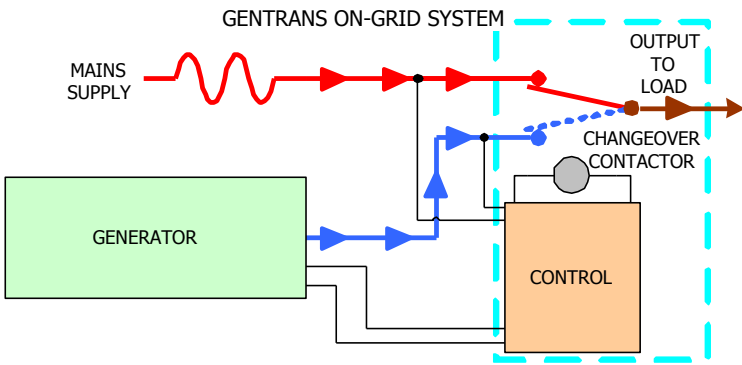 GENTRANS ON-GRID SYSTEM
MAINS
SUPPLY
OUTPUT
TO
LOAD
CHANGEOVER
CONTACTOR
GENERATOR
CONTROL